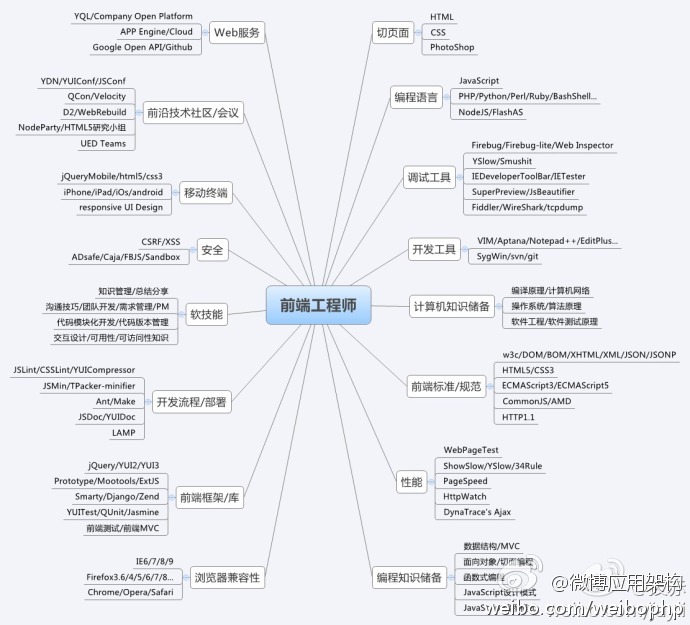 前端工程师
Web服务
YQL/Company Open Platform
APP Engine/Cloud
Google Open API/Github
前沿技术社区/会议
YDN/YUIConf/JSConf
QCon/Velocity
D2/WebRebuild
NodeParty/HTML5研究小组
UED Teams
移动终端
jQueryMobile/html5/css3
iPhone/iPad/iOs/android
responsive UI Design
安全
CSRF/XSS
ADsafe/Caja/FBJS/Sandbox
软技能
知识管理/总结分享
沟通技巧/团队开发/需求管理/PM
代码模块化开发/代码版本管理
交互设计/可用性/可访问性知识
开发流程/部署
JSLint/CSSLint/YUICompressor
JSMin/TPacker-minifier
Ant/Make
JSDoc/YUIDoc
LAMP
前端框架/库
jQuery/YUI2/YUI3
Prototype/Mootools/ExtJS
Smarty/Django/Zend
YUITest/QUnit/Jasmine
前端测试/前端MVC
浏览器兼容性
IE6/7/8/9
Firefox3.6/4/5/6/7/8...
Chrome/Opera/Safari
切页面
HTML
CSS
PhotoShop
编程语言
JavaScript
PHP/Python/Perl/Ruby/BashShell...
NodeJS/FlashAS
调试工具
Firebug/Firebug-lite/Web Inspector
YSlow/Smushit
IEDeveloperToolBar/IETester
SuperPreview/JsBeautifier
Fiddler/WireShark/tcpdump
开发工具
VIM/Aptana/Notepad++/EditPlus...
SygWin/svn/git
计算机知识储备
编译原理/计算机网络
操作系统/算法原理
软件工程/软件测试原理
前端标准/规范
w3c/DOM/BOM/XHTML/XML/JSON/JSONP
HTML5/CSS3
ECMAScript3/ECMAScript5
CommonJS/AMD
HTTP1.1
性能
WebPageTest
ShowSlow/YSlow/34Rule
PageSpeed
HttpWatch
DynaTrace's Ajax
编程知识储备
数据结构/MVC
面向对象/切面编程
函数式编程
JavaScript设计模式
@微博应用架构
weibo.com/weibophp